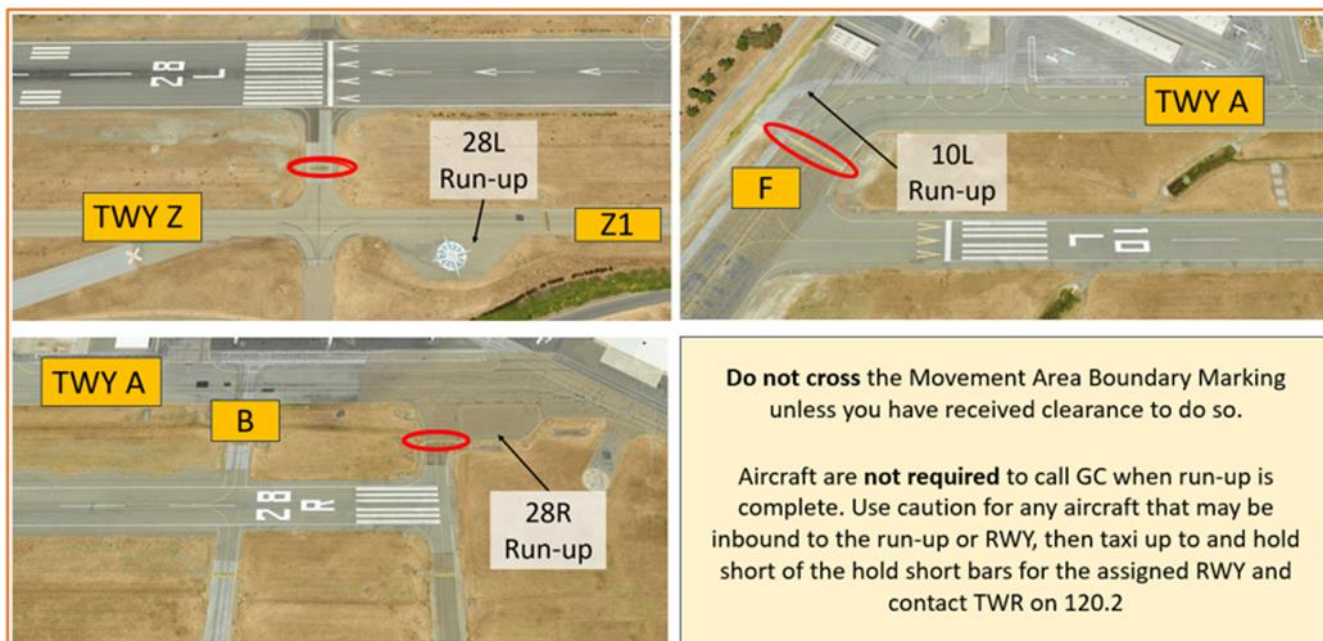 28
L
28L
Run-up
TWY Z
Z1
TWY A
10L
Run-up
F
10
L
TWY A
B
28
R
28R
Run-up
Do not cross the Movement Area Boundary Marking
unless you have received clearance to do so.
Aircraft are not required to call GC when run-up is
complete. Use caution for any aircraft that may be
inbound to the run-up or RWY, then taxi up to and hold
short of the hold short bars for the assigned RWY and
contact TWR on 120.2